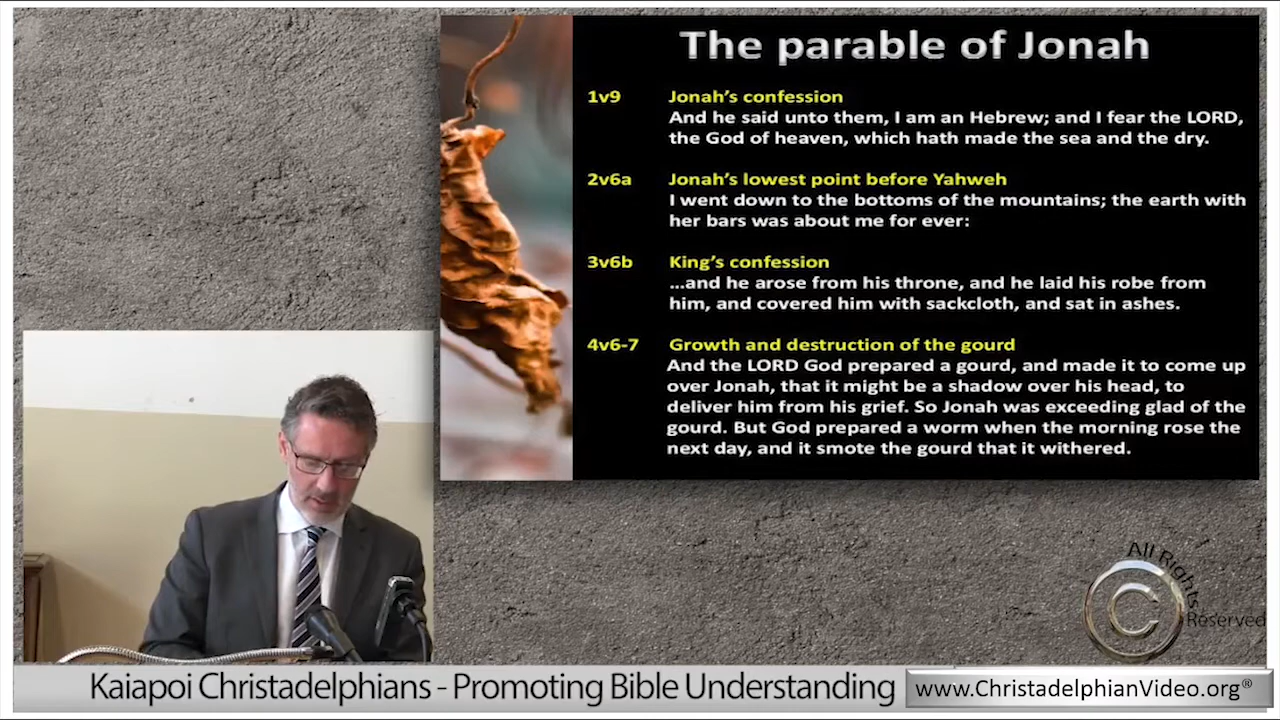 The parable of Jonah
1v9 Jonah's confession
And he said unto them, I am an Hebrew; and I fear the LORD,
the God of heaven, which hath made the sea and the dry.
2v6a Jonah's lowest point before Yahweh
I went down to the bottoms of the mountains; the earth with
her bars was about me for ever:
3v6b King's confession
...and he arose from his throne, and he laid his robe from
him, and covered him with sackcloth, and sat in ashes.
4v6-7 Growth and destruction of the gourd
And the LORD God prepared a gourd, and made it to come up
over Jonah, that it might be a shadow over his head, to
deliver him from his grief. So Jonah was exceeding glad of the
gourd. But God prepared a worm when the morning rose the
next day, and it smote the gourd that it withered.
All Rights
C
Reserved
Kaiapoi Christadelphians - Promoting Bible Understanding
www.ChristadelphianVideo.org®